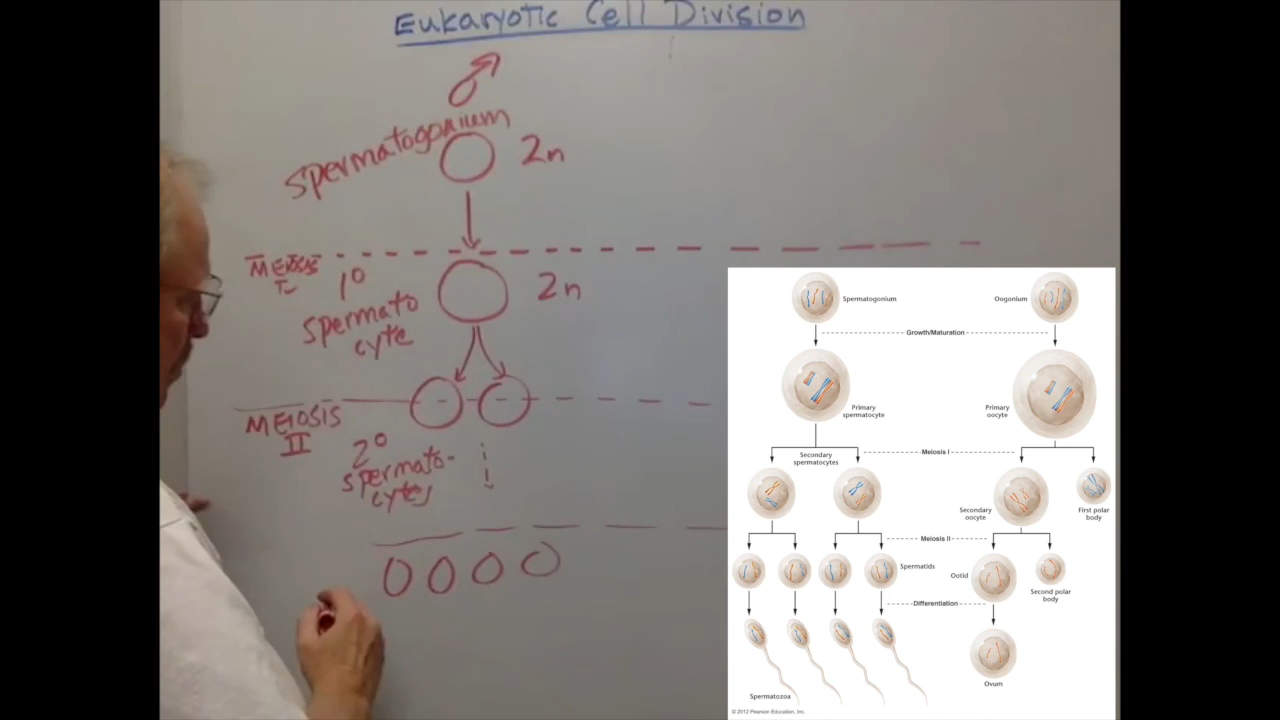 Eukaryotic Cell Division
♂
spermatogonium
2n
MEIOSIS
I
1°
2n
spermato
cyte
MEIOSIS
II
2°
spermato-
cytes
Spermatogonium
Oogonium
Growth/Maturation
Primary
spermatocyte
Primary
oocyte
Secondary
spermatocytes
Meiosis I
Secondary
oocyte
First polar
body
Meiosis II
Spermatids
Ootid
Second polar
body
Differentiation
Spermatozoa
Ovum
© 2012 Pearson Education, Inc.